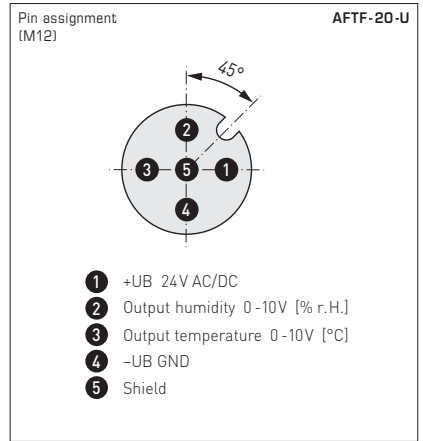 Pin assignment AFTF-20-U
(M12)
45°
2
3 5 1
4
1 +UB 24V AC/DC
2 Output humidity 0-10V [% r.H.]
3 Output temperature 0-10V [°C]
4 –UB GND
5 Shield